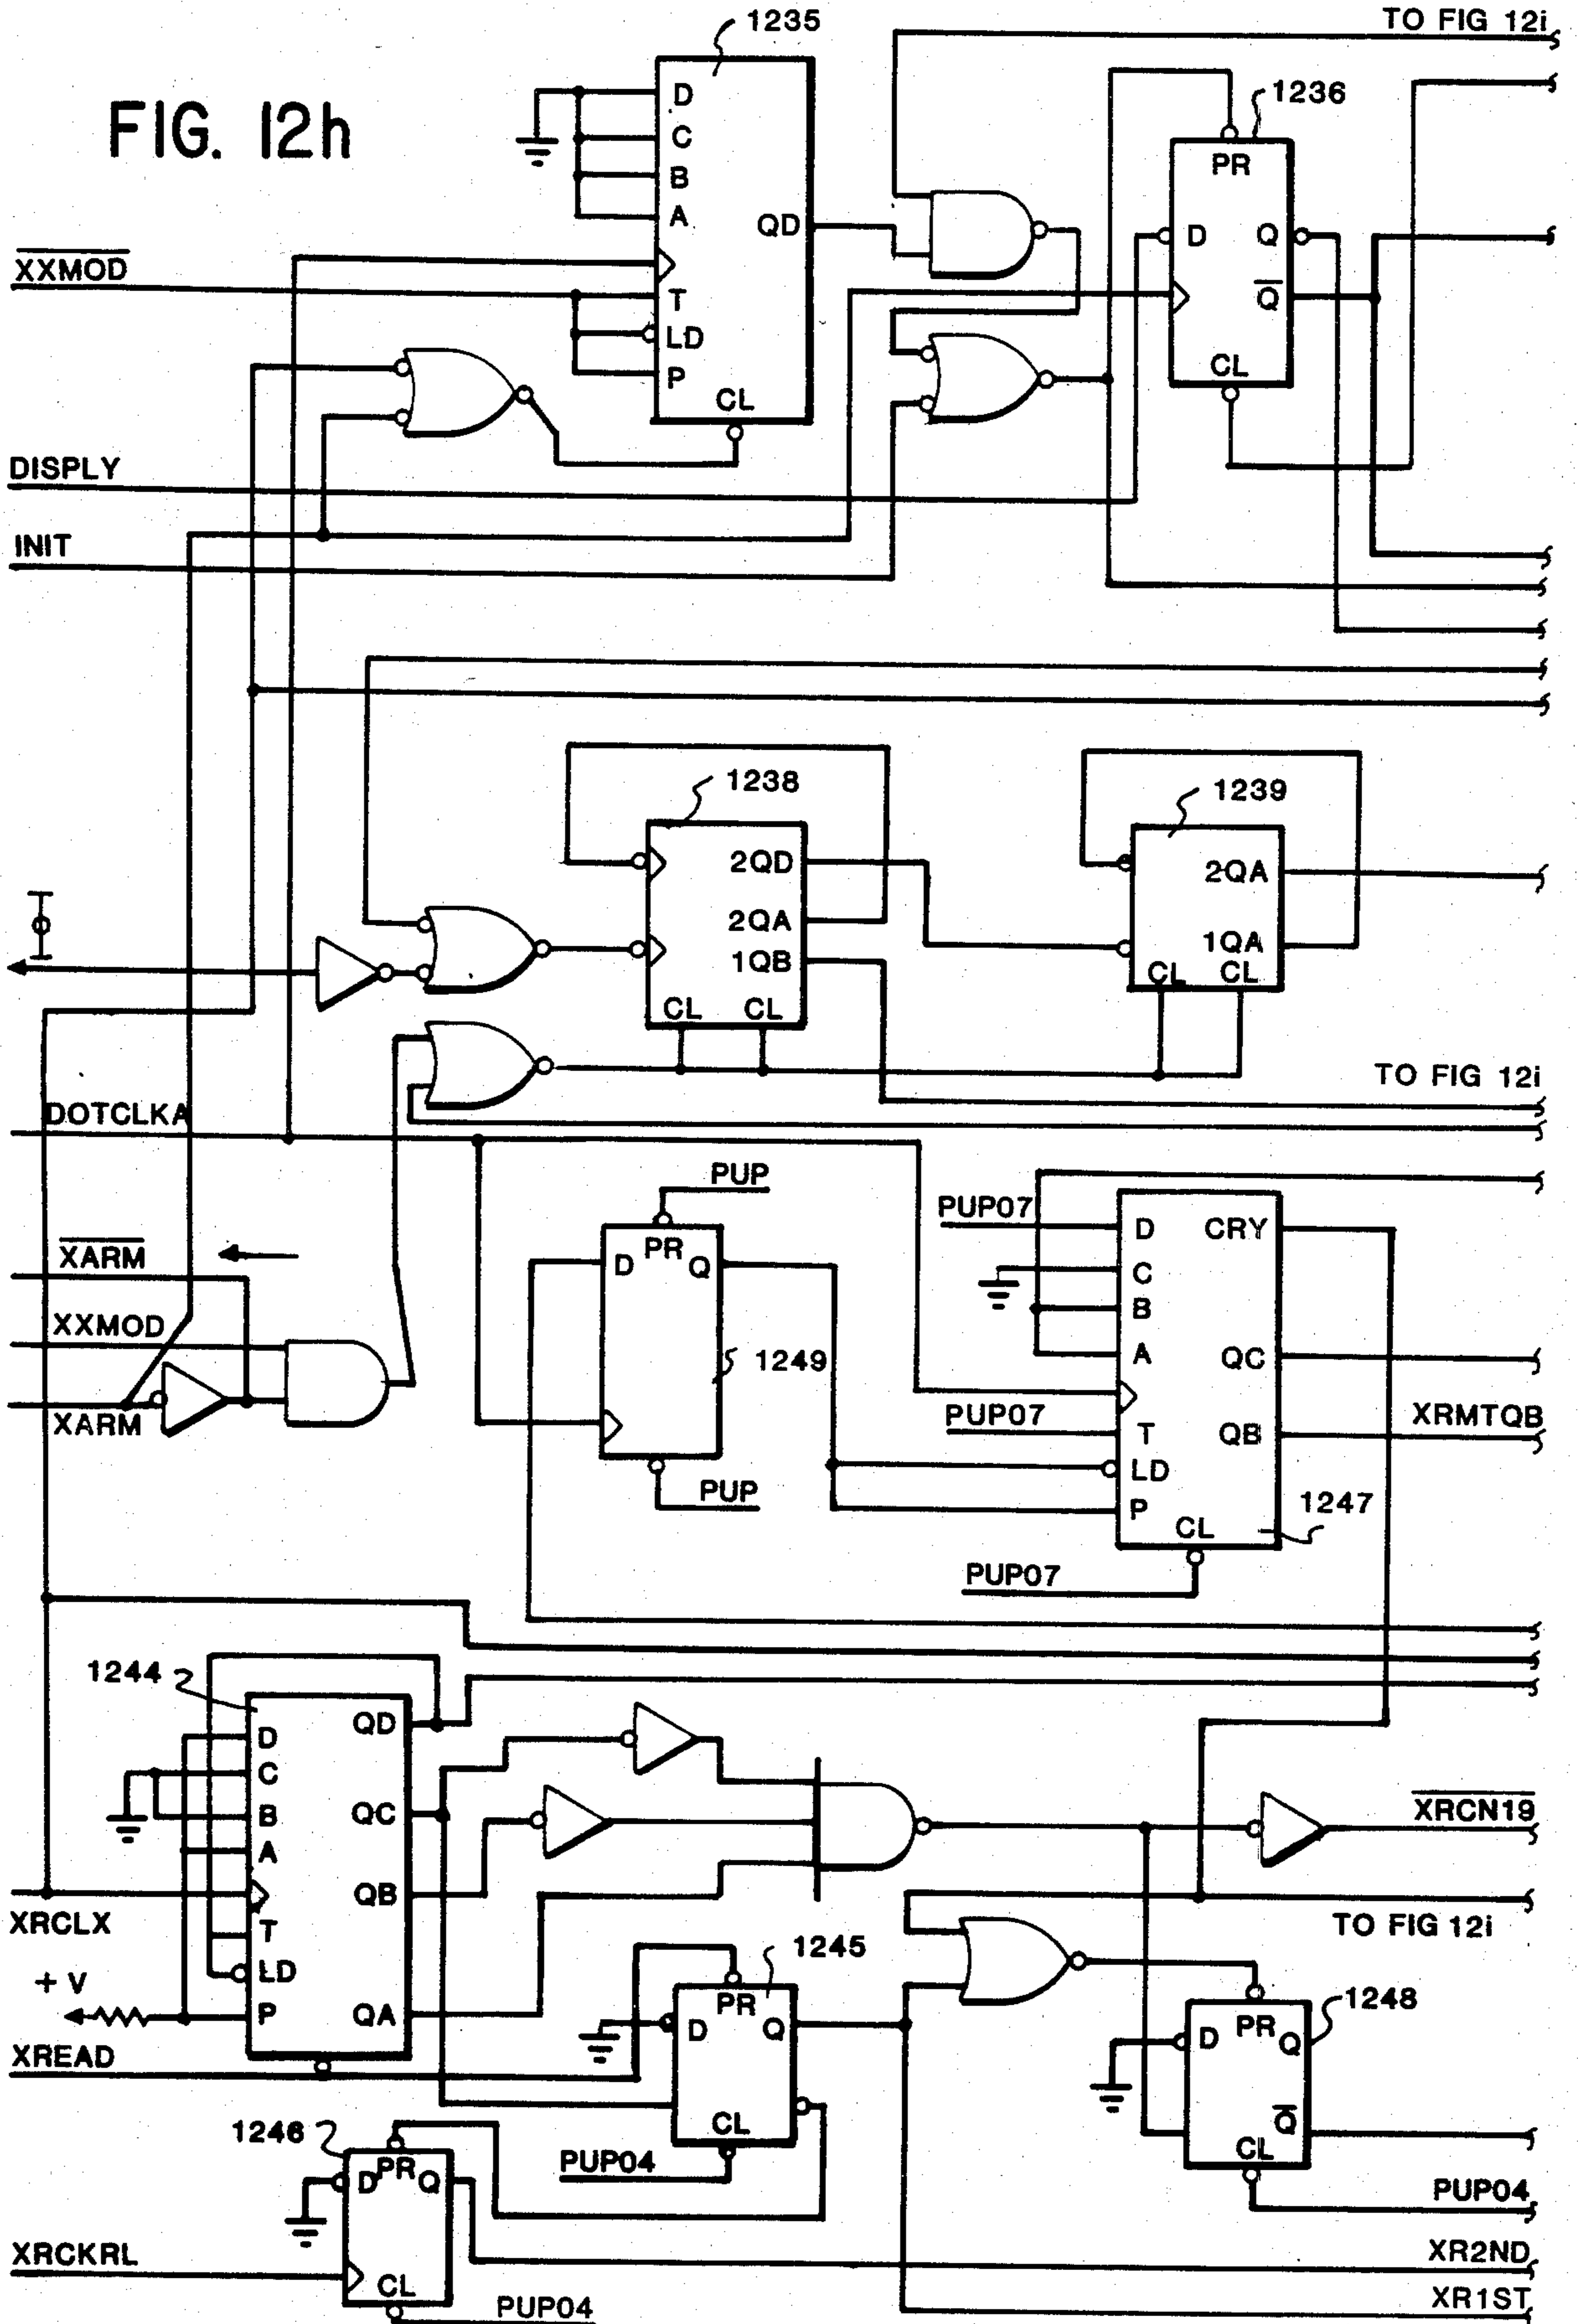 1235
TO FIG 12i
FIG. 12h
D
C
B
A
QD
T
LD
P
CL
1236
PR
D
Q
Q̅
CL
X̅X̅M̅O̅D̅
DISPLY
INIT
1238
2QD
2QA
1QB
CL CL
1239
2QA
1QA
CL CL
Φ
TO FIG 12i
DOTCLKA
X̅A̅R̅M̅
XXMOD
XARM
PUP
D PR Q
1249
PUP
PUP07
D CRY
C
B
A QC
PUP07
T QB
XRMTQB
LD
P
CL
1247
PUP07
1244
D QD
C
B QC
A
QB
T
LD
P QA
XRCLX
+ V
XREAD
X̅R̅C̅N̅1̅9̅
TO FIG 12i
1245
PR
D Q
CL
PUP04
1248
PR
D Q
Q̅
CL
PUP04
1246
PR
D Q
CL
XRCKRL
PUP04
XR2ND
XR1ST